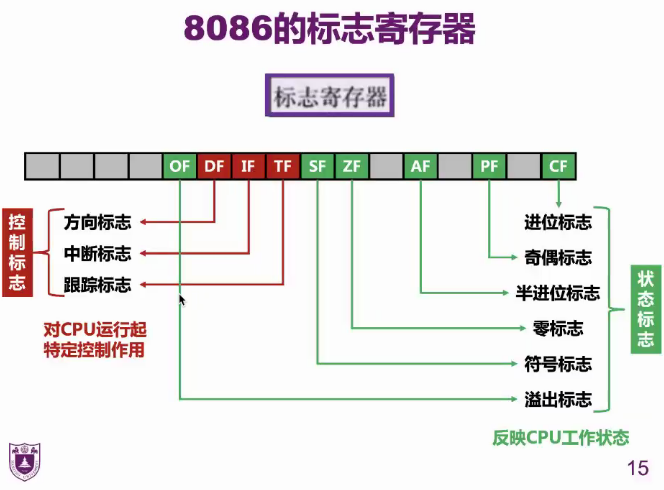 8086的标志寄存器
标志寄存器
OF DF IF TF SF ZF AF PF CF
控制标志
方向标志
中断标志
跟踪标志
对CPU运行起
特定控制作用
进位标志
奇偶标志
半进位标志
零标志
符号标志
溢出标志
状态标志
反映CPU工作状态
15